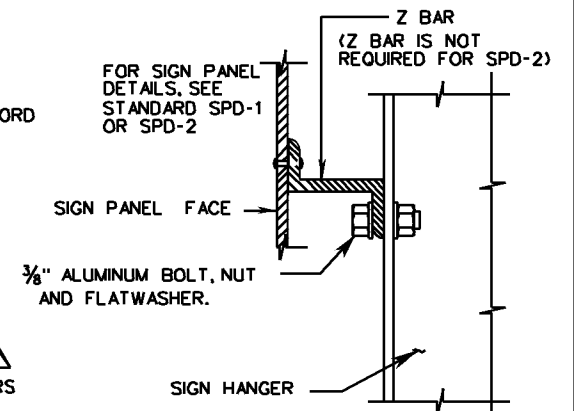 Z BAR
(Z BAR IS NOT
REQUIRED FOR SPD-2)
FOR SIGN PANEL
DETAILS, SEE
STANDARD SPD-1
OR SPD-2
ORD
SIGN PANEL FACE
3/8" ALUMINUM BOLT, NUT
AND FLATWASHER.
RS
SIGN HANGER